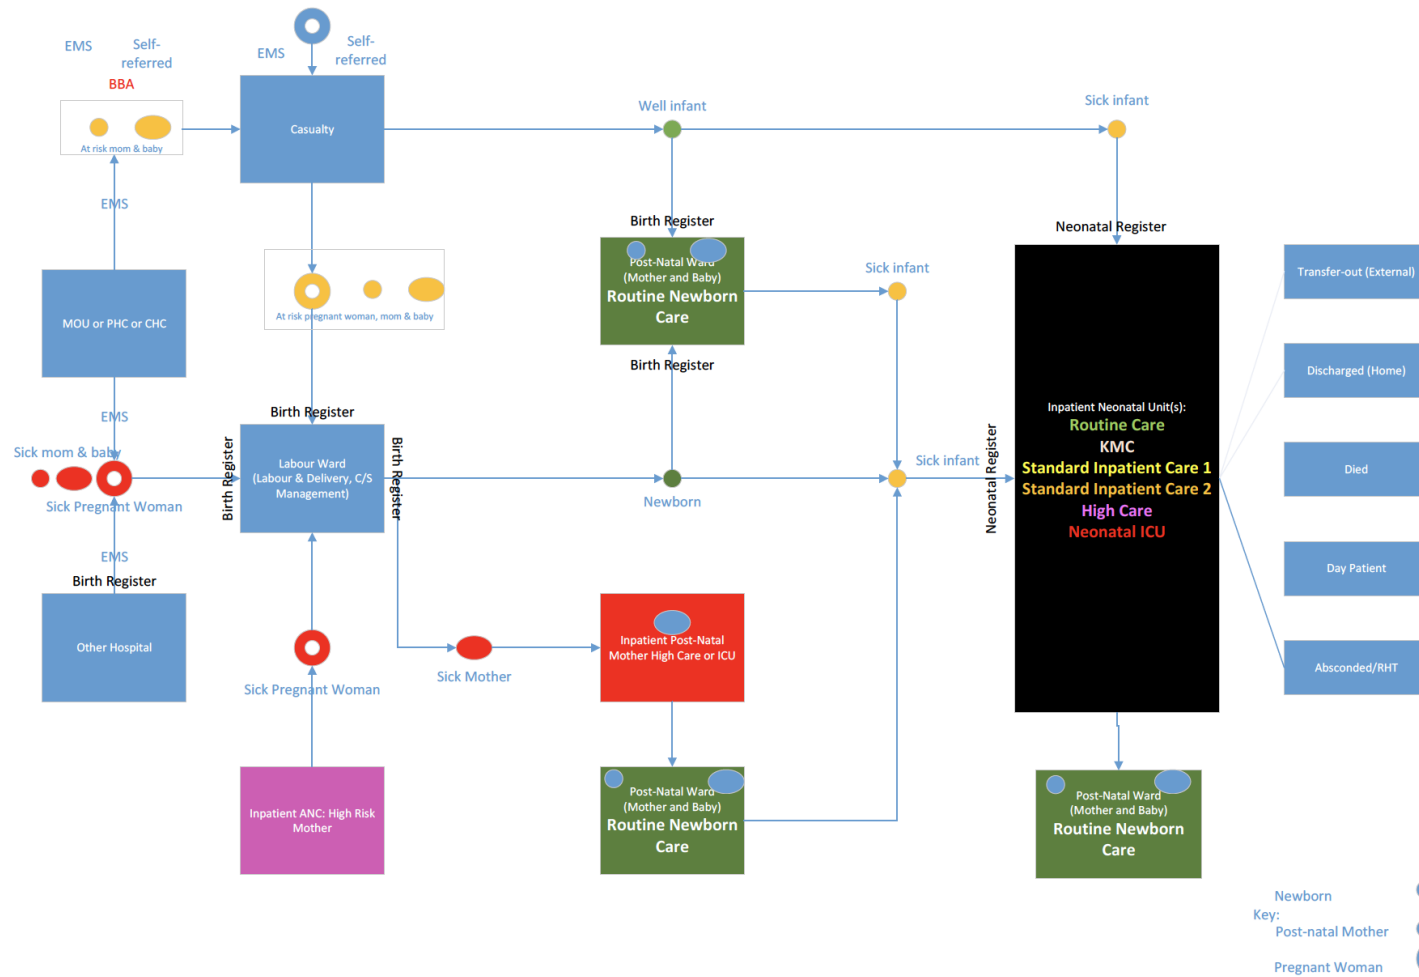 EMS
Self-
referred
BBA
At risk mom & baby
EMS
MOU or PHC or CHC
EMS
Sick mom & baby
Sick Pregnant Woman
EMS
Birth Register
Other Hospital
EMS
Self-
referred
Casualty
At risk pregnant woman, mom & baby
Birth Register
Birth Register
Labour Ward
(Labour & Delivery, C/S
Management)
Birth Register
Sick Pregnant Woman
Inpatient ANC: High Risk
Mother
Sick Mother
Well infant
Birth Register
Post-Natal Ward
(Mother and Baby)
Routine Newborn
Care
Birth Register
Newborn
Inpatient Post-Natal
Mother High Care or ICU
Post-Natal Ward
(Mother and Baby)
Routine Newborn
Care
Sick infant
Sick infant
Sick infant
Neonatal Register
Neonatal Register
Inpatient Neonatal Unit(s):
Routine Care
KMC
Standard Inpatient Care 1
Standard Inpatient Care 2
High Care
Neonatal ICU
Post-Natal Ward
(Mother and Baby)
Routine Newborn
Care
Transfer-out (External)
Discharged (Home)
Died
Day Patient
Absconded/RHT
Newborn
Key:
Post-natal Mother
Pregnant Woman